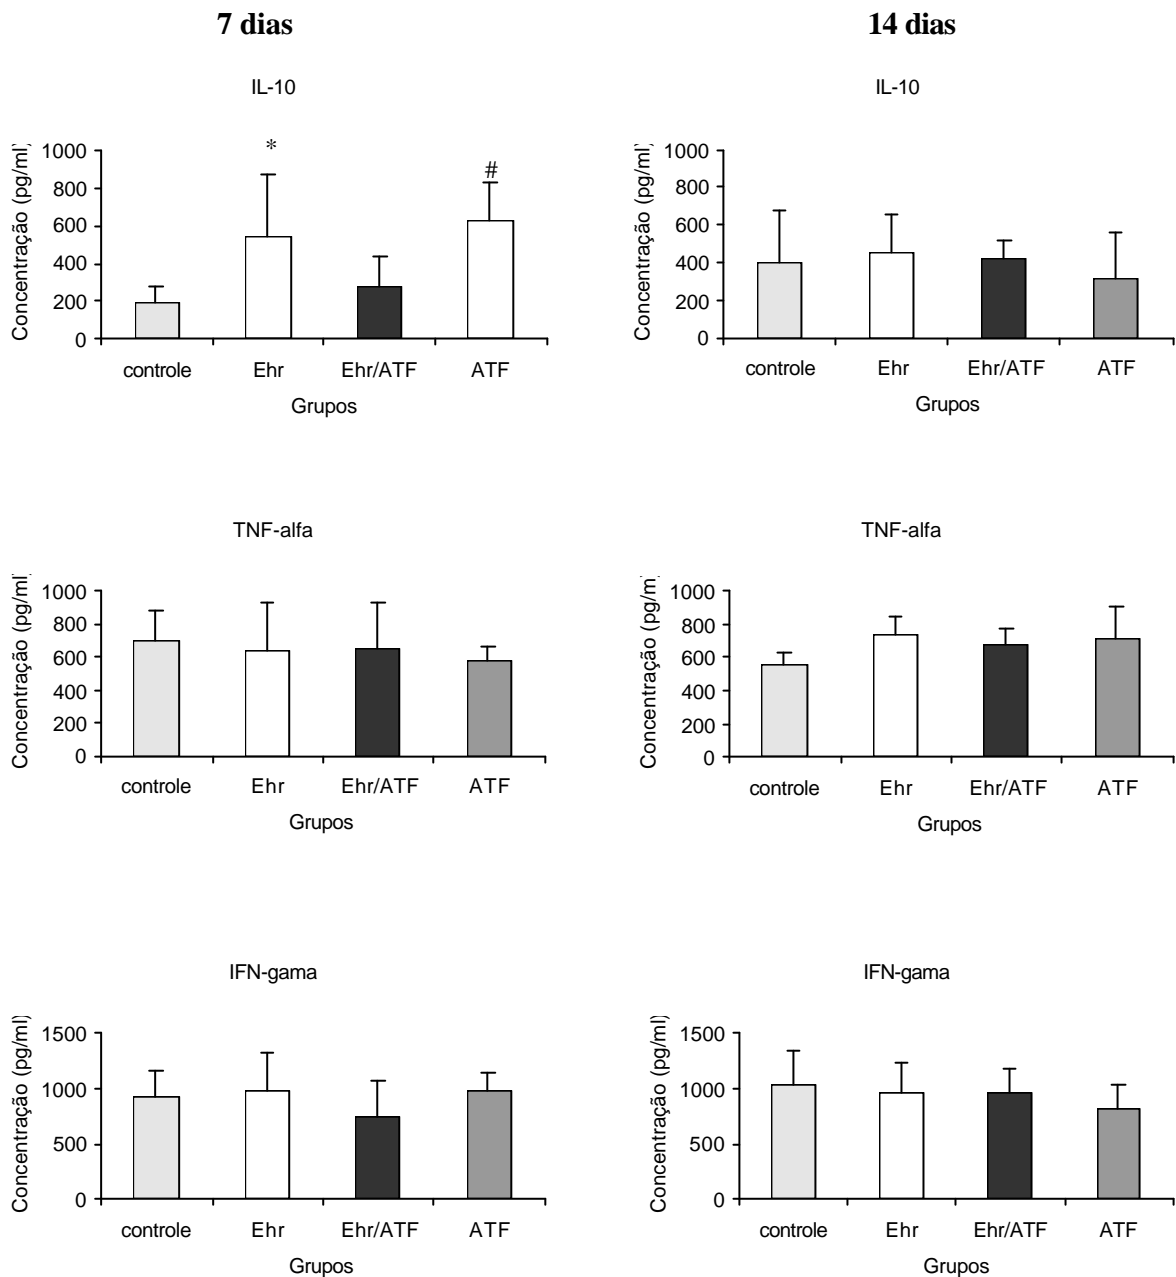 7 dias
14 dias
IL-10
IL-10
Concentração (pg/ml)
1000
800
600
400
200
0
*
#
controle Ehr Ehr/ATF ATF
Grupos
Concentração (pg/ml)
1000
800
600
400
200
0
controle Ehr Ehr/ATF ATF
Grupos
TNF-alfa
TNF-alfa
Concentração (pg/ml)
1000
800
600
400
200
0
controle Ehr Ehr/ATF ATF
Grupos
Concentração (pg/m
1000
800
600
400
200
0
controle Ehr Ehr/ATF ATF
Grupos
IFN-gama
IFN-gama
Concentração (pg/ml)
1500
1000
500
0
controle Ehr Ehr/ATF ATF
Grupos
Concentração (pg/ml)
1500
1000
500
0
controle Ehr Ehr/ATF ATF
Grupos